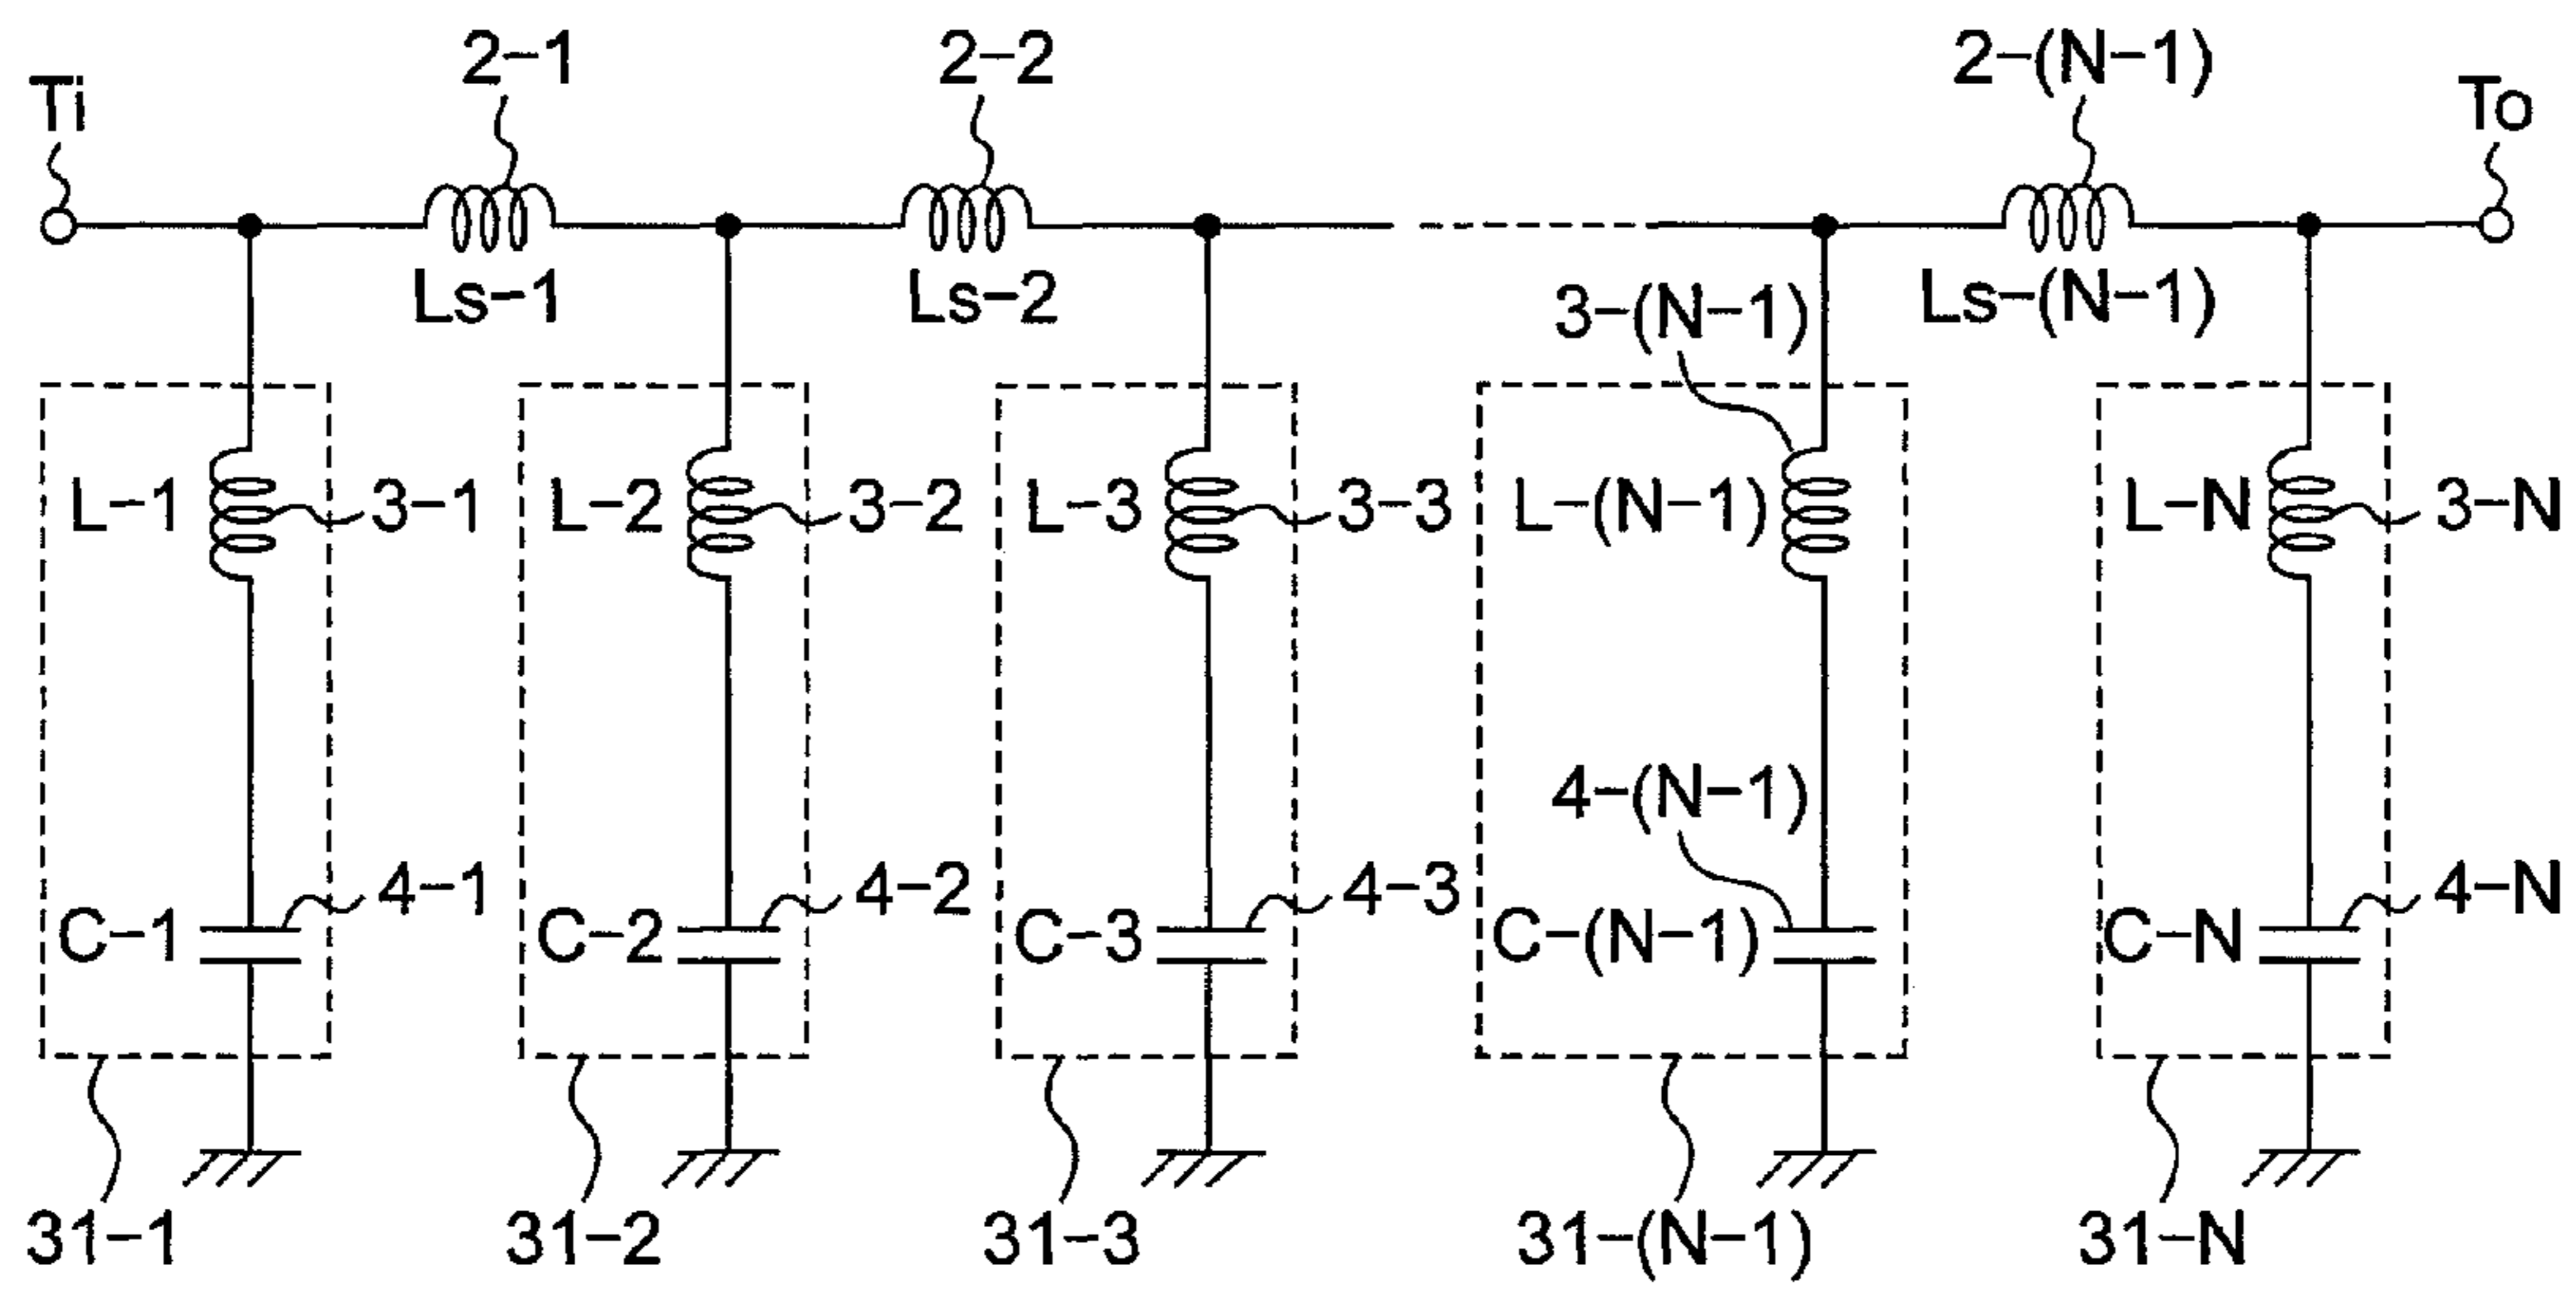 2-1 2-2 2-(N-1)
Ti To
Ls-1 Ls-2 Ls-(N-1)
3-(N-1)
L-1 3-1 L-2 3-2 L-3 3-3 L-(N-1) L-N 3-N
4-(N-1)
4-1 4-2 4-3 4-N
C-1 C-2 C-3 C-(N-1) C-N
31-1 31-2 31-3 31-(N-1) 31-N